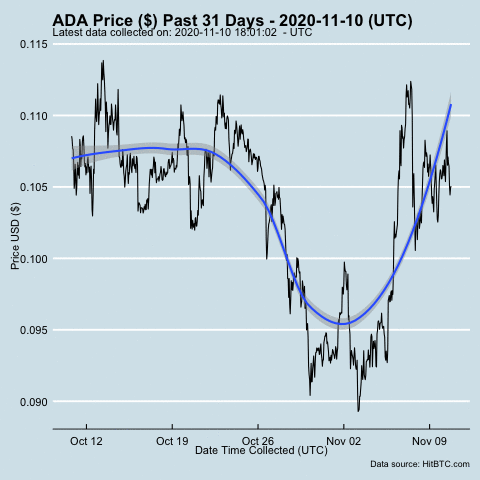 ADA Price ($) Past 31 Days - 2020-11-10 (UTC)
Latest data collected on: 2020-11-10 18:01:02  - UTC
0.115
0.110
0.105
0.100
0.095
0.090
Price USD ($)
Oct 12
Oct 19
Oct 26
Nov 02
Nov 09
Date Time Collected (UTC)
Data source: HitBTC.com